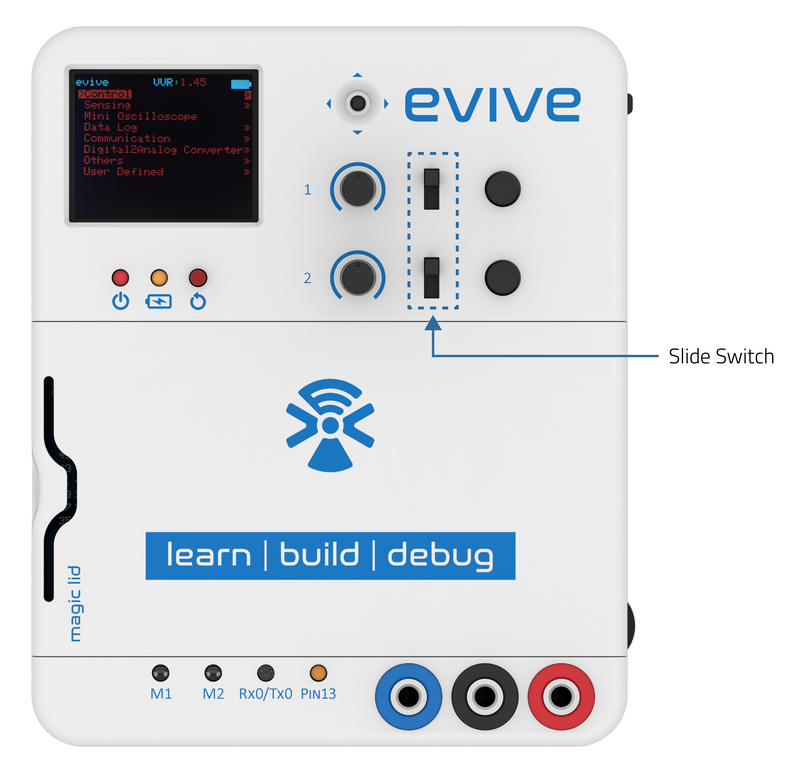 evive VVR:1.45
>Control »
Sensing »
Mini Oscilloscope
Data Log »
Communication »
Digital2Analog Converter»
Others »
User Defined »
evive
1
2
Slide Switch
learn | build | debug
magic lid
M1 M2 Rx0/Tx0 PIN13